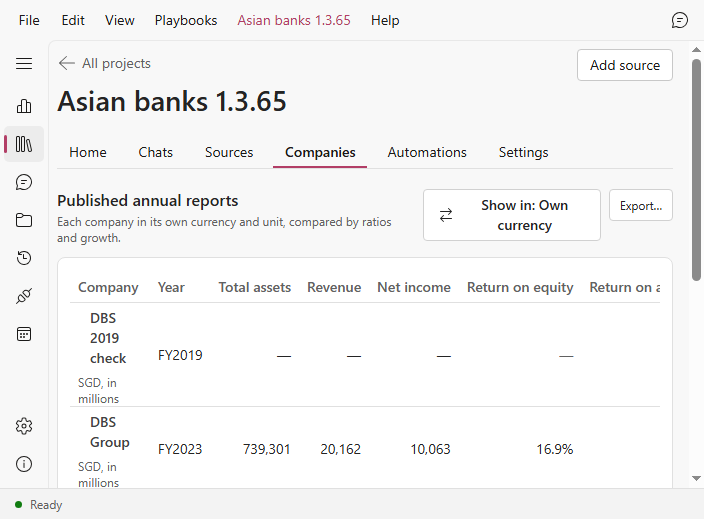 File Edit View Playbooks Asian banks 1.3.65 Help
All projects
Add source
Asian banks 1.3.65
Home Chats Sources Companies Automations Settings
Published annual reports
Each company in its own currency and unit, compared by ratios
and growth.
Show in: Own
currency
Export...
Company Year Total assets Revenue Net income Return on equity Return on a
DBS
2019
check
SGD, in
millions
FY2019 — — — —
DBS
Group
SGD, in
millions
FY2023 739,301 20,162 10,063 16.9%
Ready